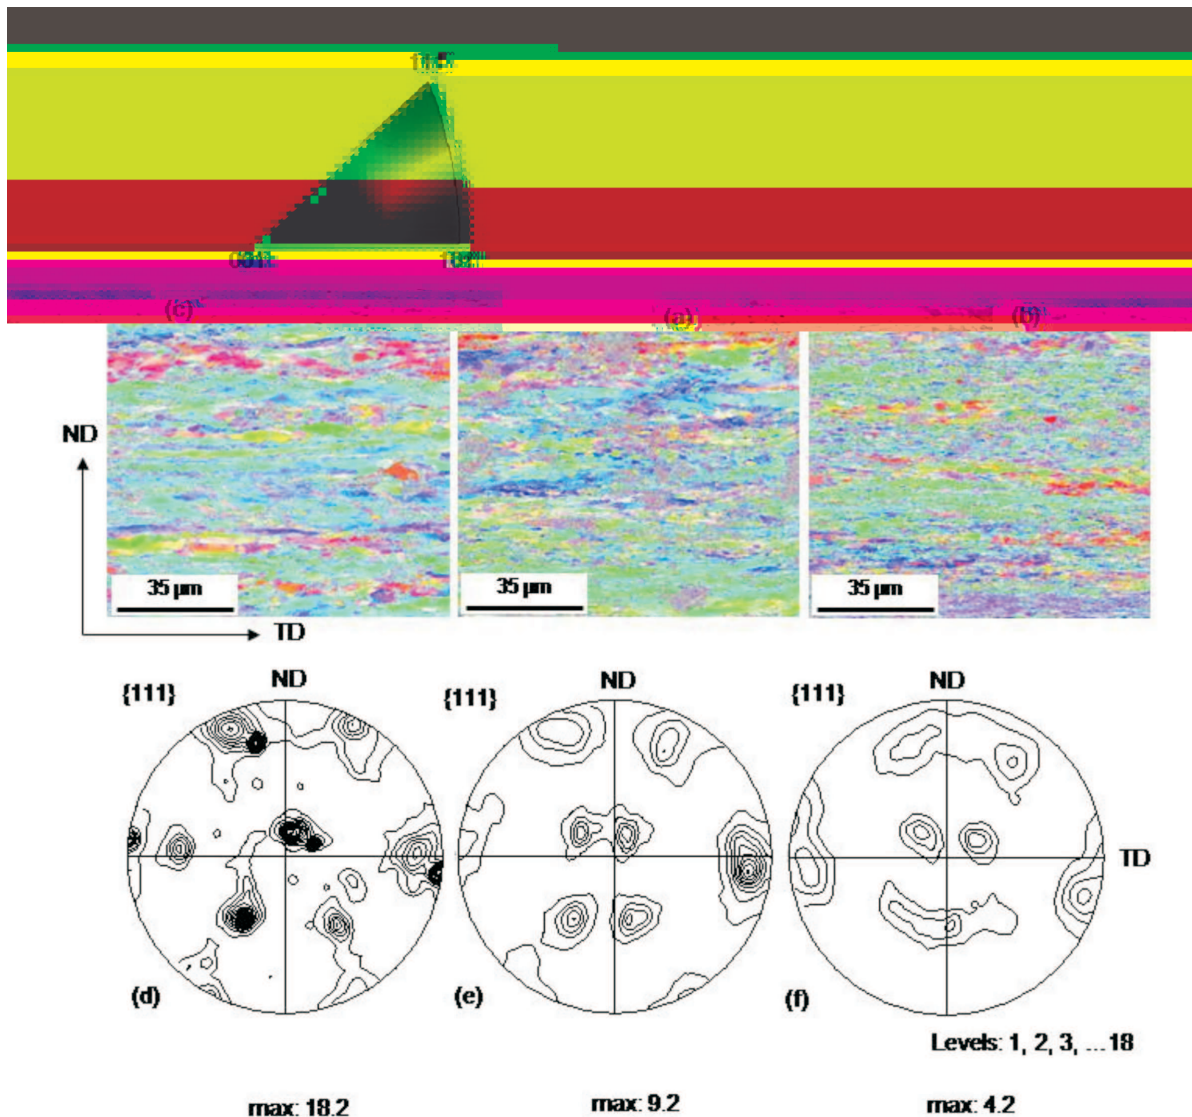 (c) (a) (b)
ND
35 µm 35 µm 35 µm
TD
{111} ND {111} ND {111} ND
TD
(d) (e) (f)
Levels: 1, 2, 3, ... 18
max: 18.2 max: 9.2 max: 4.2